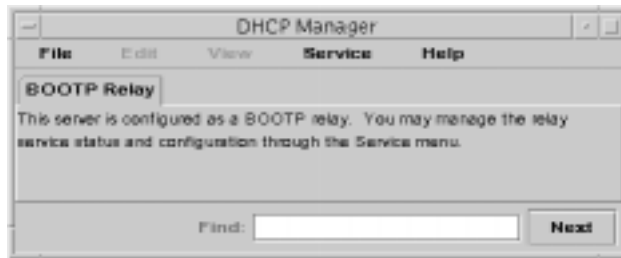 DHCP Manager
File Edit View Service Help
BOOTP Relay
This server is configured as a BOOTP relay. You may manage the relay
service status and configuration through the Service menu.
Find: Next